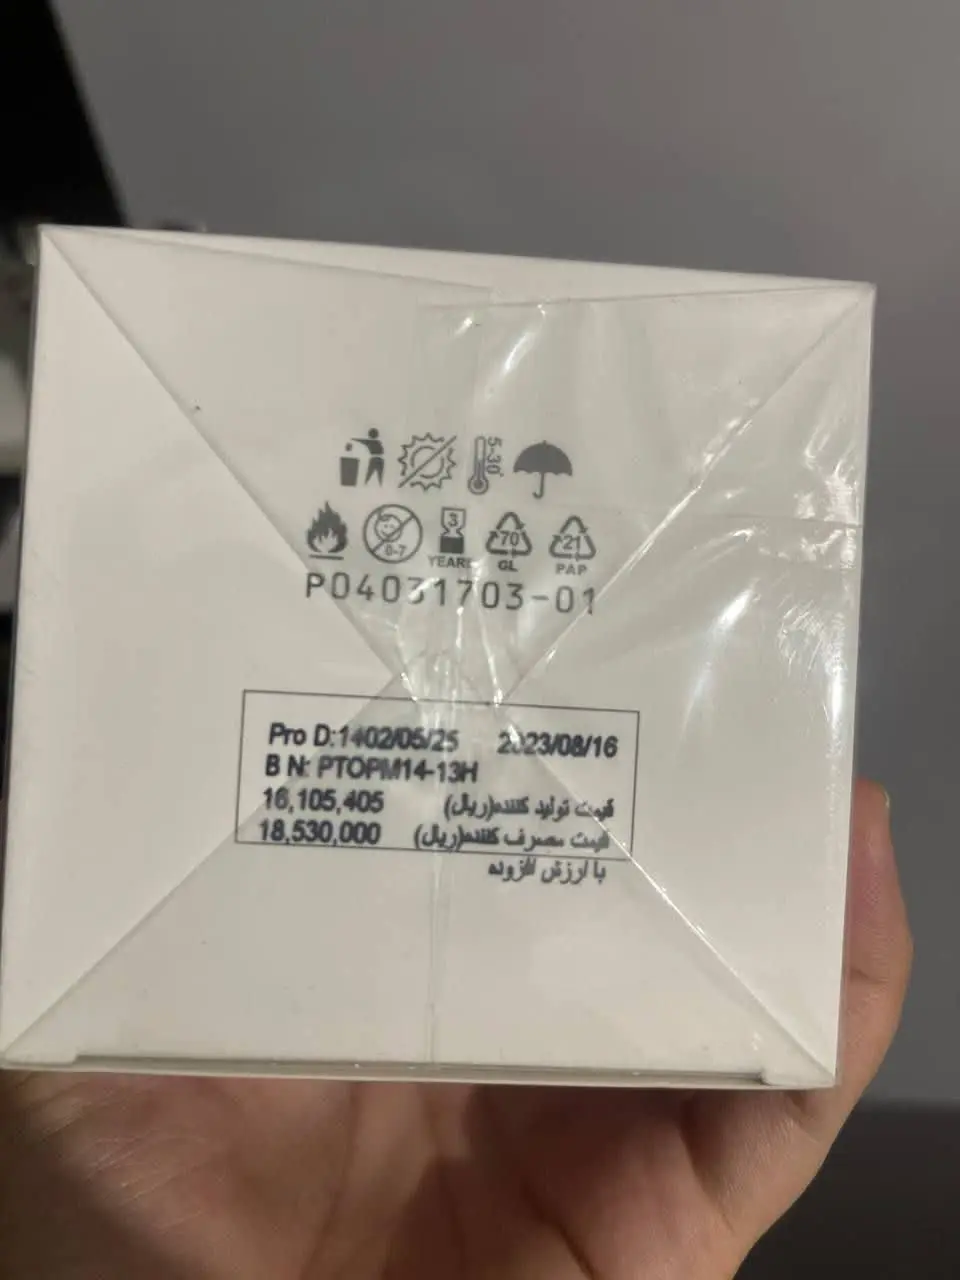 5-30°
0-7
3
YEARS
70
GL
21
PAP
P04031703-01
Pro D:1402/05/25 2023/08/16
B N: PTOPM14-13H
قیمت تولید کننده(ریال) 16,105,405
قیمت مصرف کننده(ریال) 18,530,000
با ارزش افزوده